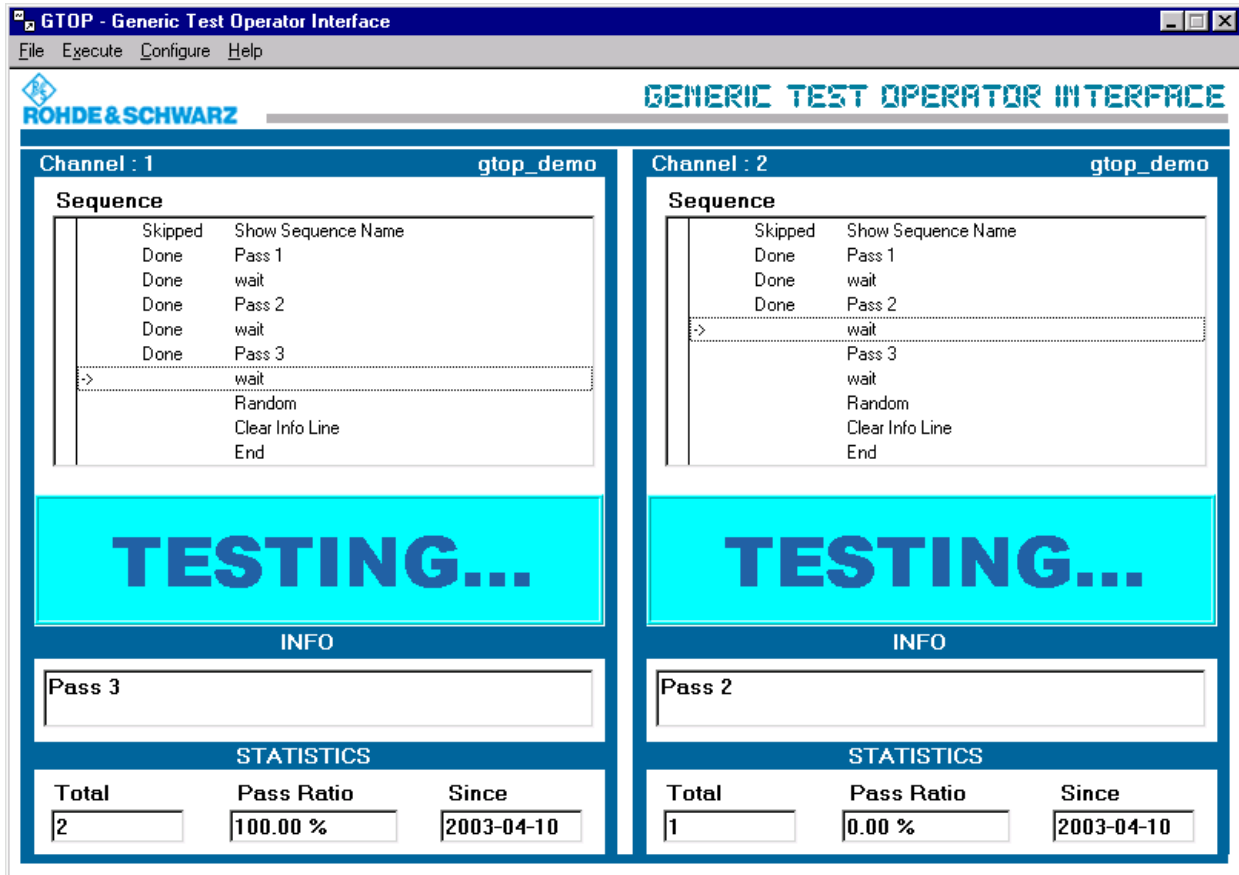 GTOP - Generic Test Operator Interface
File Execute Configure Help
ROHDE & SCHWARZ
GENERIC TEST OPERATOR INTERFACE
Channel : 1 gtop_demo
Sequence
Skipped Show Sequence Name
Done Pass 1
Done wait
Done Pass 2
Done wait
Done Pass 3
-> wait
Random
Clear Info Line
End
TESTING...
INFO
Pass 3
STATISTICS
Total Pass Ratio Since
2 100.00 % 2003-04-10
Channel : 2 gtop_demo
Sequence
Skipped Show Sequence Name
Done Pass 1
Done wait
Done Pass 2
-> wait
Pass 3
wait
Random
Clear Info Line
End
TESTING...
INFO
Pass 2
STATISTICS
Total Pass Ratio Since
1 0.00 % 2003-04-10